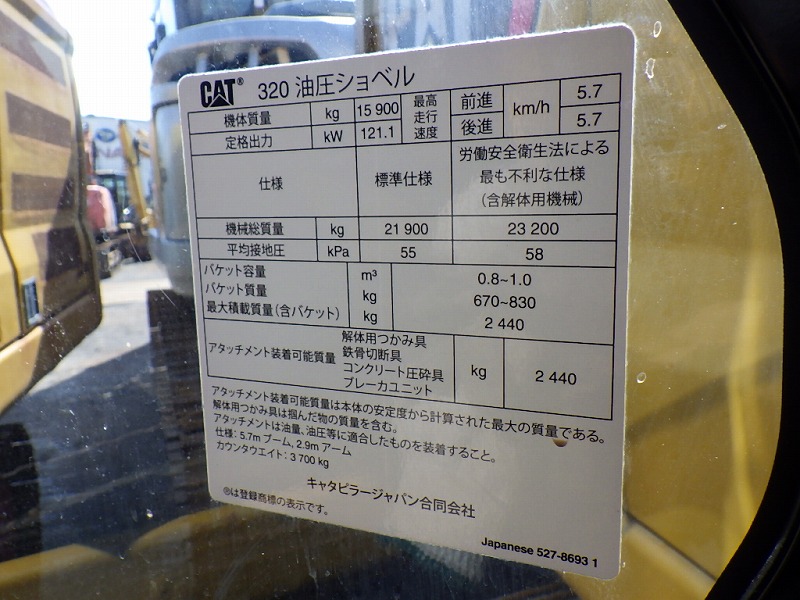 CAT® 320 油圧ショベル
機体質量 kg 15 900 最高走行速度 前進 km/h 5.7
定格出力 kW 121.1 後進 5.7
仕様 標準仕様 労働安全衛生法による最も不利な仕様(含解体用機械)
機械総質量 kg 21 900 23 200
平均接地圧 kPa 55 58
バケット容量 m³ 0.8~1.0
バケット質量 kg 670~830
最大積載質量(含バケット) kg 2 440
アタッチメント装着可能質量 解体用つかみ具 鉄骨切断具 コンクリート圧砕具 ブレーカユニット kg 2 440
アタッチメント装着可能質量は本体の安定度から計算された最大の質量である。
解体用つかみ具は掴んだ物の質量を含む。
アタッチメントは油量、油圧等に適合したものを装着すること。
仕様:5.7m ブーム, 2.9m アーム
カウンタウエイト:3 700 kg
キャタピラージャパン合同会社
®は登録商標の表示です。
Japanese 527-8693 1